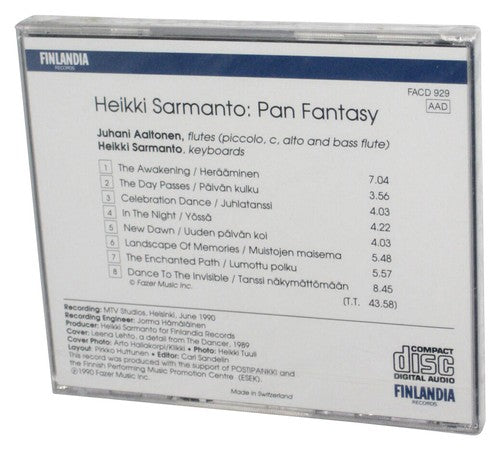 FINLANDIA
RECORDS
FACD 929
AAD
Heikki Sarmanto: Pan Fantasy
Juhani Aaltonen, flutes (piccolo, c, alto and bass flute)
Heikki Sarmanto, keyboards
1 The Awakening / Herääminen 7.04
2 The Day Passes / Päivän kulku 3.56
3 Celebration Dance / Juhlatanssi 4.03
4 In The Night / Yössä 4.22
5 New Dawn / Uuden päivän koi 4.03
6 Landscape Of Memories / Muistojen maisema 5.48
7 The Enchanted Path / Lumottu polku 5.57
8 Dance To The Invisible / Tanssi näkymättömään 8.45
© Fazer Music Inc. (T.T. 43.58)
Recording: MTV Studios, Helsinki, June 1990
Recording Engineer: Jorma Hämäläinen
Producer: Heikki Sarmanto for Finlandia Records
Cover: Leena Lehto, a detail from The Dancer, 1989
Cover Photo: Arto Hallakorpi/Klikki • Photo: Heikki Tuuli
Layout: Pirkko Huttunen • Editor: Carl Sandelin
This record was produced with the support of POSTIPANKKI and
the Finnish Performing Music Promotion Centre (ESEK).
℗ 1990 Fazer Music Inc.
Made in Switzerland
COMPACT
disc
DIGITAL AUDIO
FINLANDIA
RECORDS